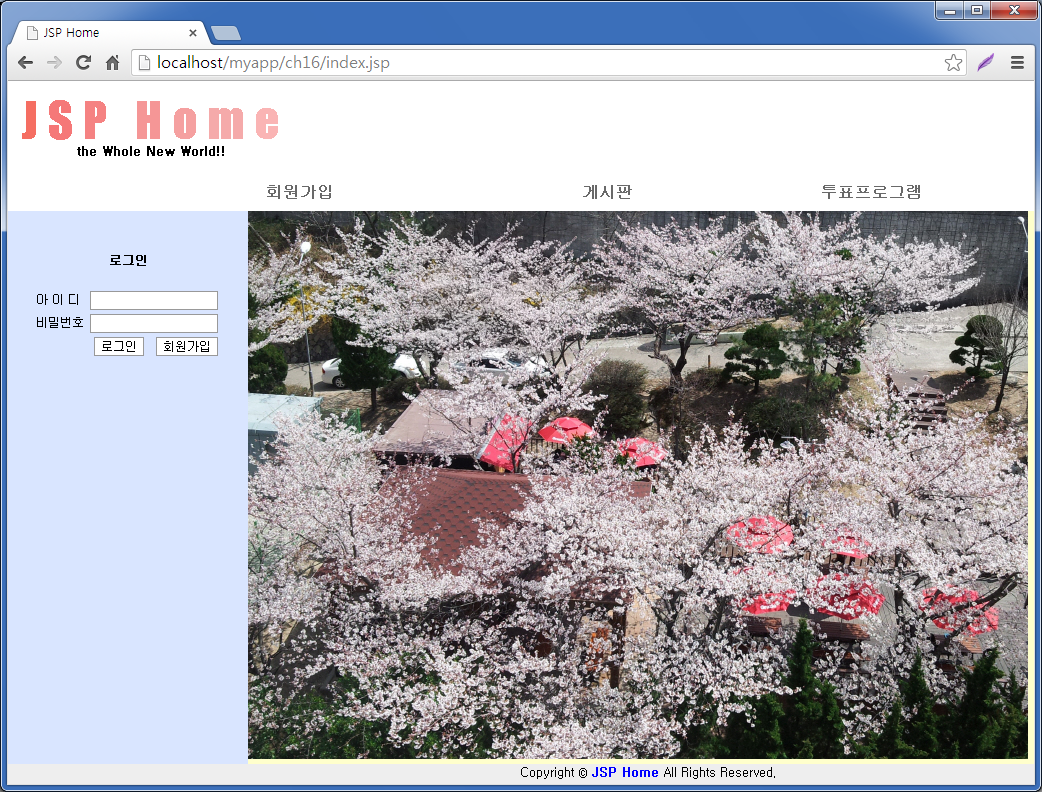 JSP Home
localhost/myapp/ch16/index.jsp
JSP Home
the Whole New World!!
회원가입 게시판 투표프로그램
로그인
아 이 디
비밀번호
로그인 회원가입
Copyright © JSP Home All Rights Reserved.